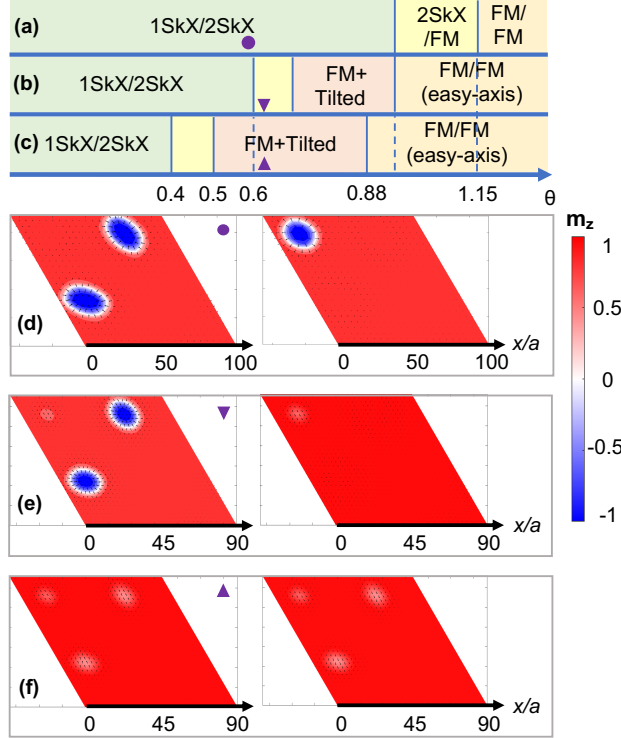 (a) 1SkX/2SkX 2SkX/FM FM/FM
(b) 1SkX/2SkX FM+Tilted FM/FM (easy-axis)
(c) 1SkX/2SkX FM+Tilted FM/FM (easy-axis)
0.4 0.5 0.6 0.88 1.15 θ
(d) 0 50 100 0 50 100 x/a
(e) 0 45 90 0 45 90 x/a
(f) 0 45 90 0 45 90 x/a
m_z
1
0.5
0
-0.5
-1